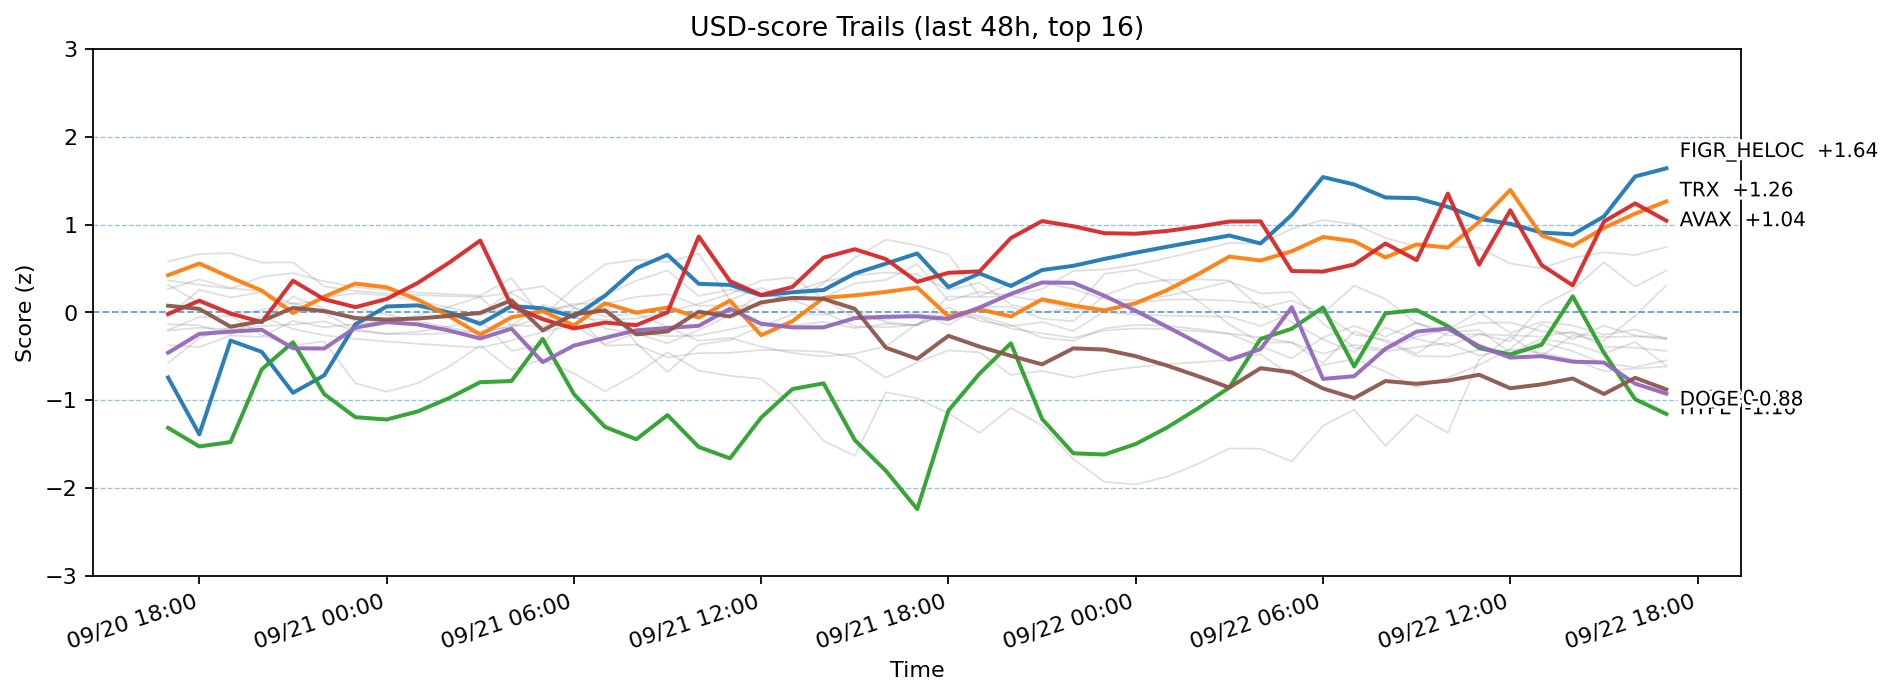 USD-score Trails (last 48h, top 16)
Score (z)
3
2
1
0
−1
−2
−3
FIGR_HELOC +1.64
TRX +1.26
AVAX +1.04
DOGE -0.88
09/20 18:00
09/21 00:00
09/21 06:00
09/21 12:00
09/21 18:00
09/22 00:00
09/22 06:00
09/22 12:00
09/22 18:00
Time